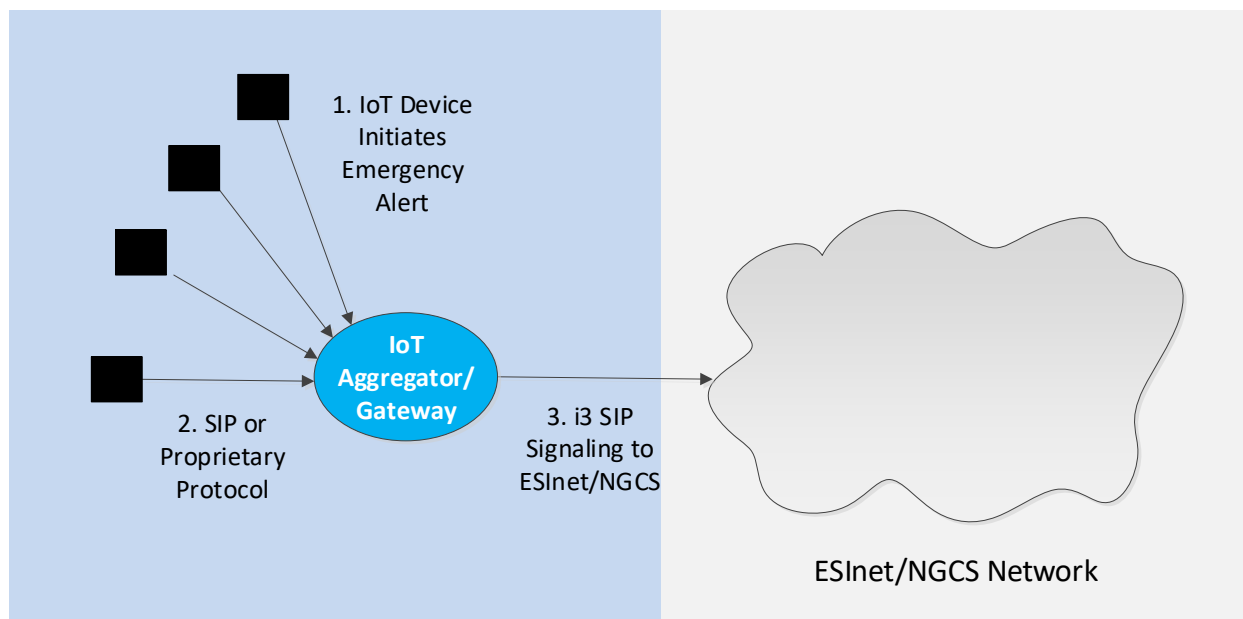 1. IoT Device
Initiates
Emergency
Alert
IoT
Aggregator/
Gateway
2. SIP or
Proprietary
Protocol
3. i3 SIP
Signaling to
ESInet/NGCS
ESInet/NGCS Network